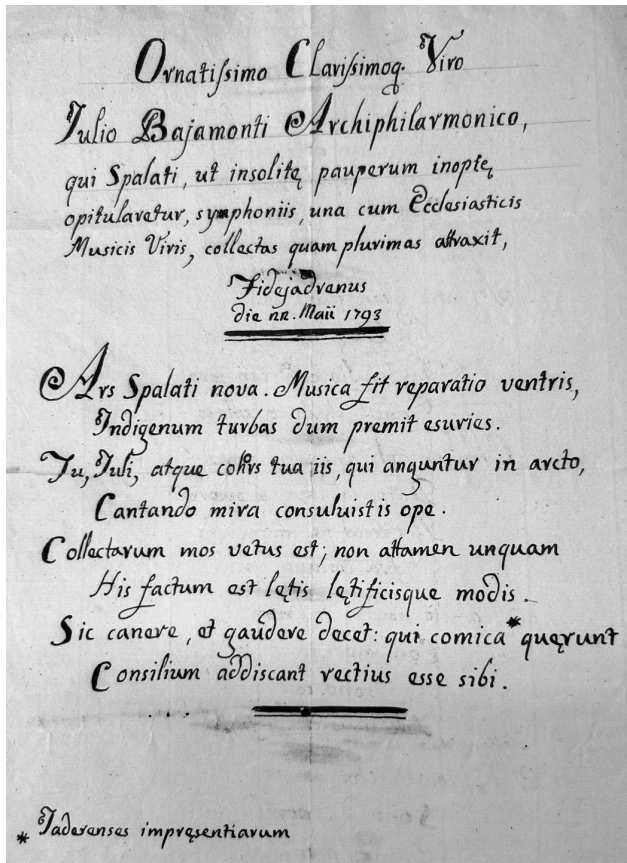 Ornatiſsimo Clariſsimoq. Viro
Julio Bajamonti Archiphilarmonico,
qui Spalati, ut insolitę pauperum inopię
opitularetur, symphoniis, una cum Ecclesiasticis
Musicis Viris, collectas quam plurimas attraxit,
Fidejadrenus
die nn. Maii 1793
Ars Spalati nova. Musica fit reparatio ventris,
Indigenum turbas dum premit esuries.
Tu, Juli, atque cohrs tua iis, qui anguntur in arcto,
Cantando mira consuluistis ope.
Collectarum mos vetus est; non attamen unquam
His factum est lętis lętificisque modis.
Sic canere, et gaudere decet: qui comica * quęrunt
Consilium addiscant rectius esse sibi.
* Jaderenses impręsentiarum